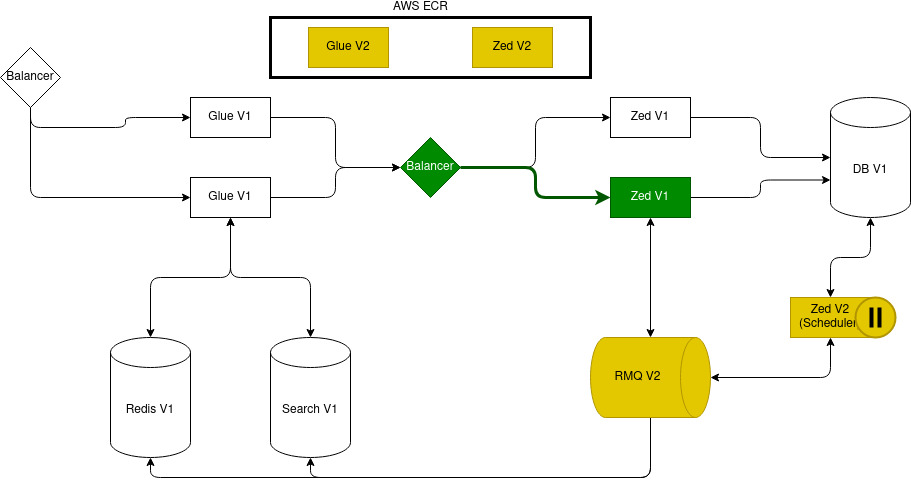 AWS ECR
Glue V2
Zed V2
Balancer
Glue V1
Zed V1
Balancer
DB V1
Glue V1
Zed V1
Zed V2
(Scheduler
RMQ V2
Redis V1
Search V1